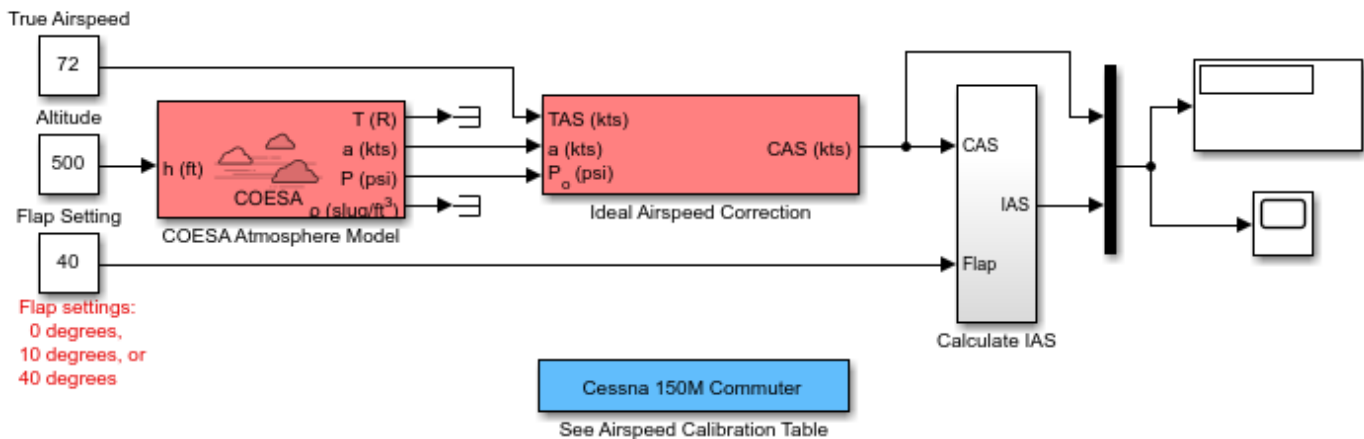 True Airspeed
72
Altitude
500
Flap Setting
40
Flap settings:
0 degrees,
10 degrees, or
40 degrees
h (ft)
T (R)
a (kts)
P (psi)
ρ (slug/ft³)
COESA
COESA Atmosphere Model
TAS (kts)
a (kts)
P₀ (psi)
CAS (kts)
Ideal Airspeed Correction
CAS
IAS
Flap
Calculate IAS
Cessna 150M Commuter
See Airspeed Calibration Table